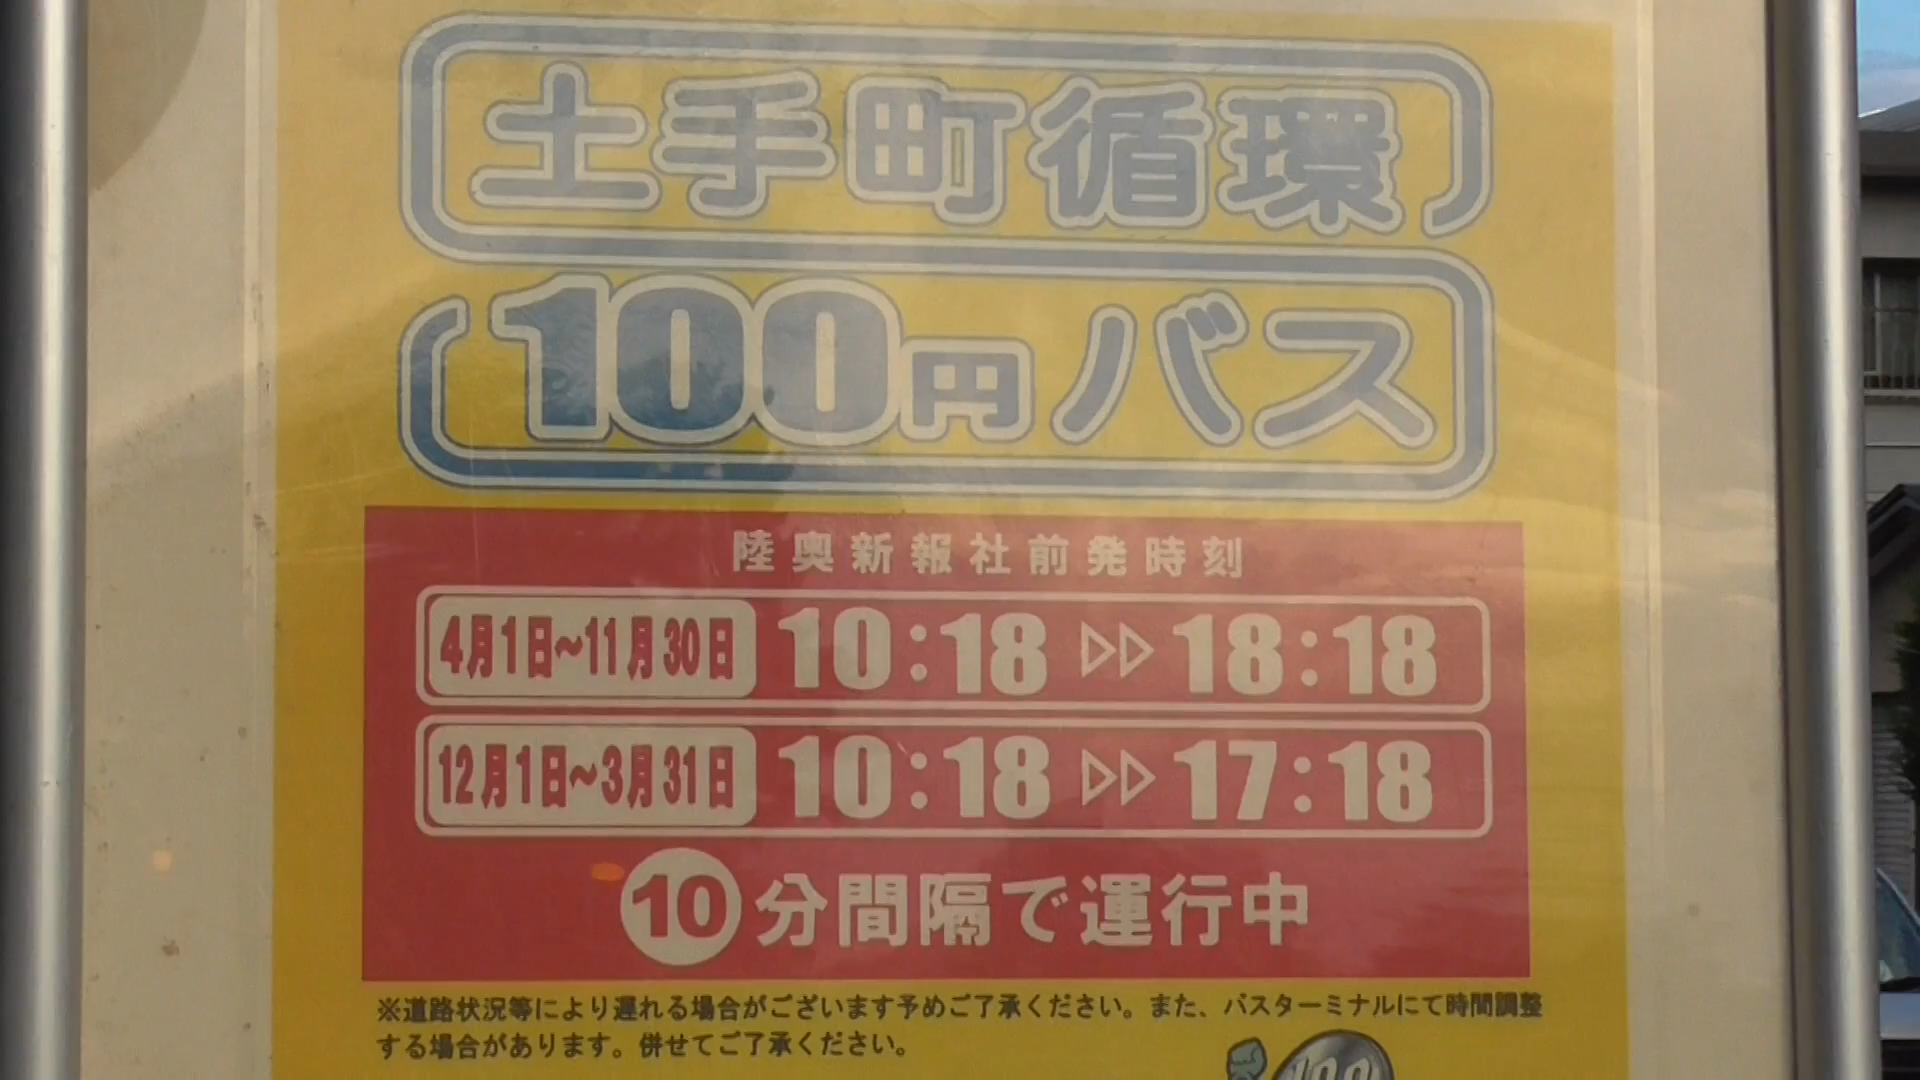 土手町循環
100円バス
陸奥新報社前発時刻
4月1日～11月30日 10:18 ▷▷ 18:18
12月1日～3月31日 10:18 ▷▷ 17:18
10分間隔で運行中
※道路状況等により遅れる場合がございます予めご了承ください。また、バスターミナルにて時間調整
する場合があります。併せてご了承ください。
100